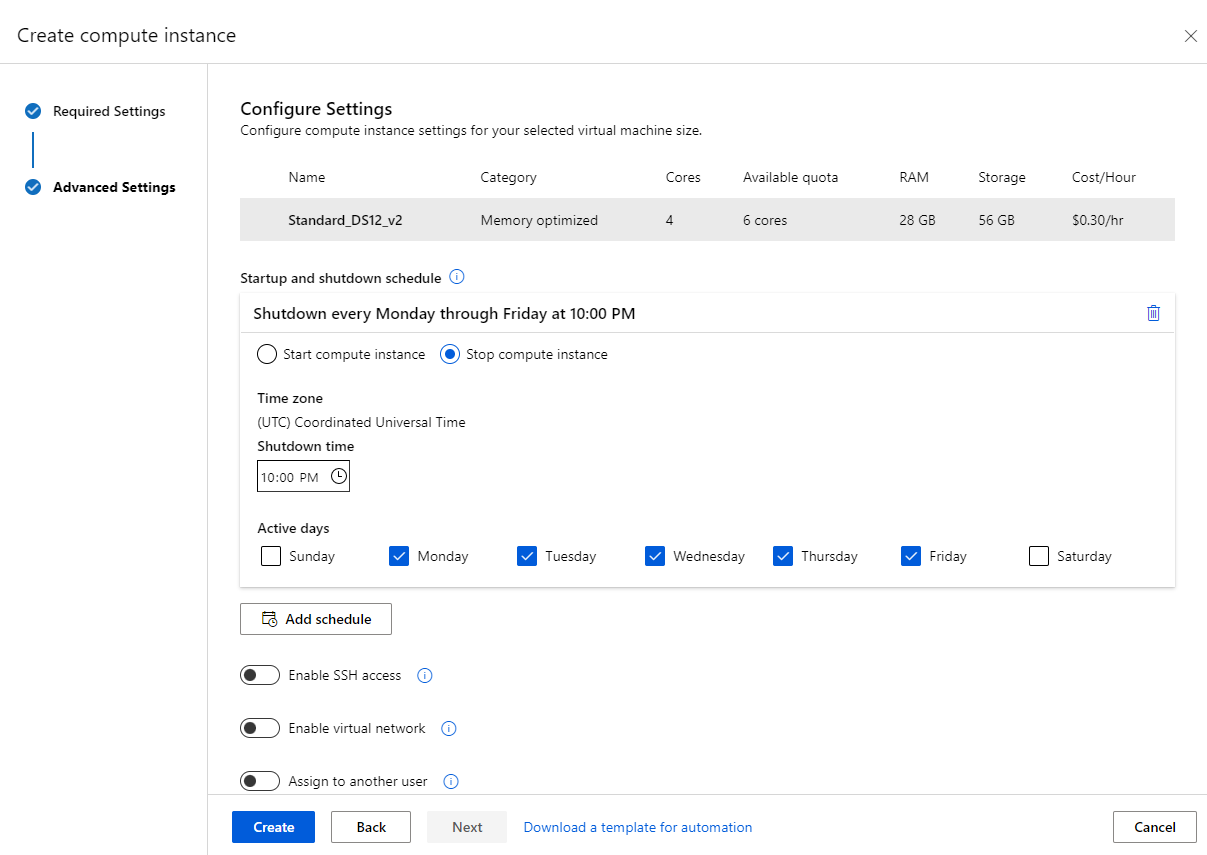 Create compute instance
Required Settings
Advanced Settings
Configure Settings
Configure compute instance settings for your selected virtual machine size.
Name Category Cores Available quota RAM Storage Cost/Hour
Standard_DS12_v2 Memory optimized 4 6 cores 28 GB 56 GB $0.30/hr
Startup and shutdown schedule
Shutdown every Monday through Friday at 10:00 PM
Start compute instance Stop compute instance
Time zone
(UTC) Coordinated Universal Time
Shutdown time
10:00 PM
Active days
Sunday Monday Tuesday Wednesday Thursday Friday Saturday
Add schedule
Enable SSH access
Enable virtual network
Assign to another user
Create Back Next Download a template for automation Cancel